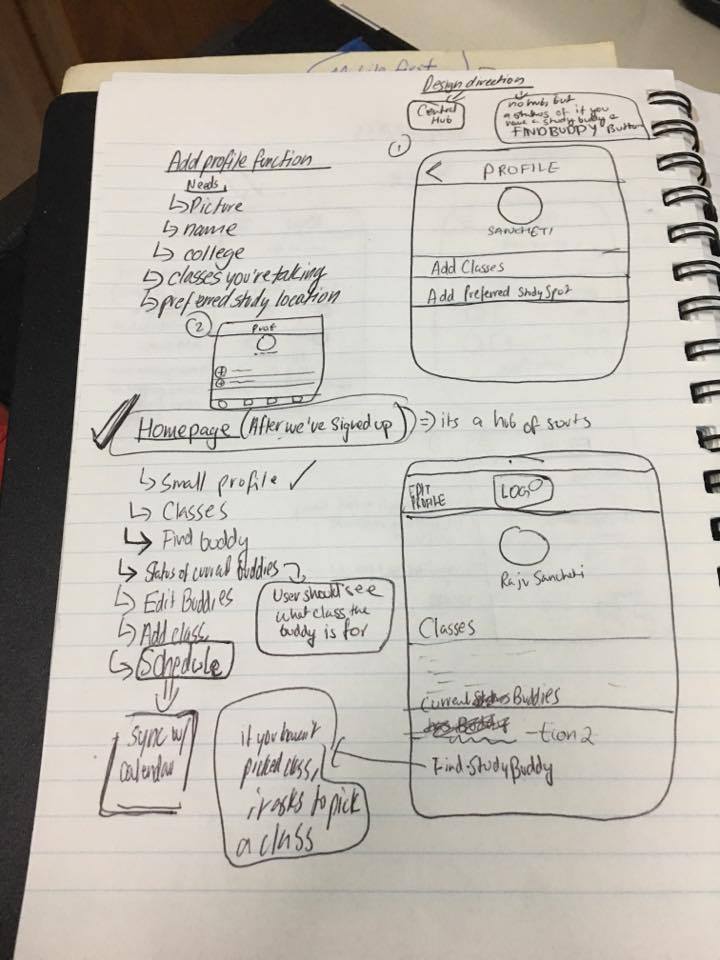 Mobile first
Design direction
Central
Hub
no hub, but
a status of if you
have a study buddy &
"FIND BUDDY" Button
1
Add profile function
Needs
Picture
name
college
classes you're taking
preferred study location
PROFILE
SANCHETI
Add Classes
Add Preferred Study Spot
2
Prof
Homepage (After we've signed up) => its a hub of sorts
Small profile ✓
Classes
Find buddy
Status of current buddies
Edit Buddies
Add class
Schedule
User should see
what class the
buddy is for
sync w/
calendar
if you haven't
picked class,
it asks to pick
a class
EDIT
PROFILE
LOGO
Raju Sancheti
Classes
Current Buddies
-tion 2
Find Study Buddy